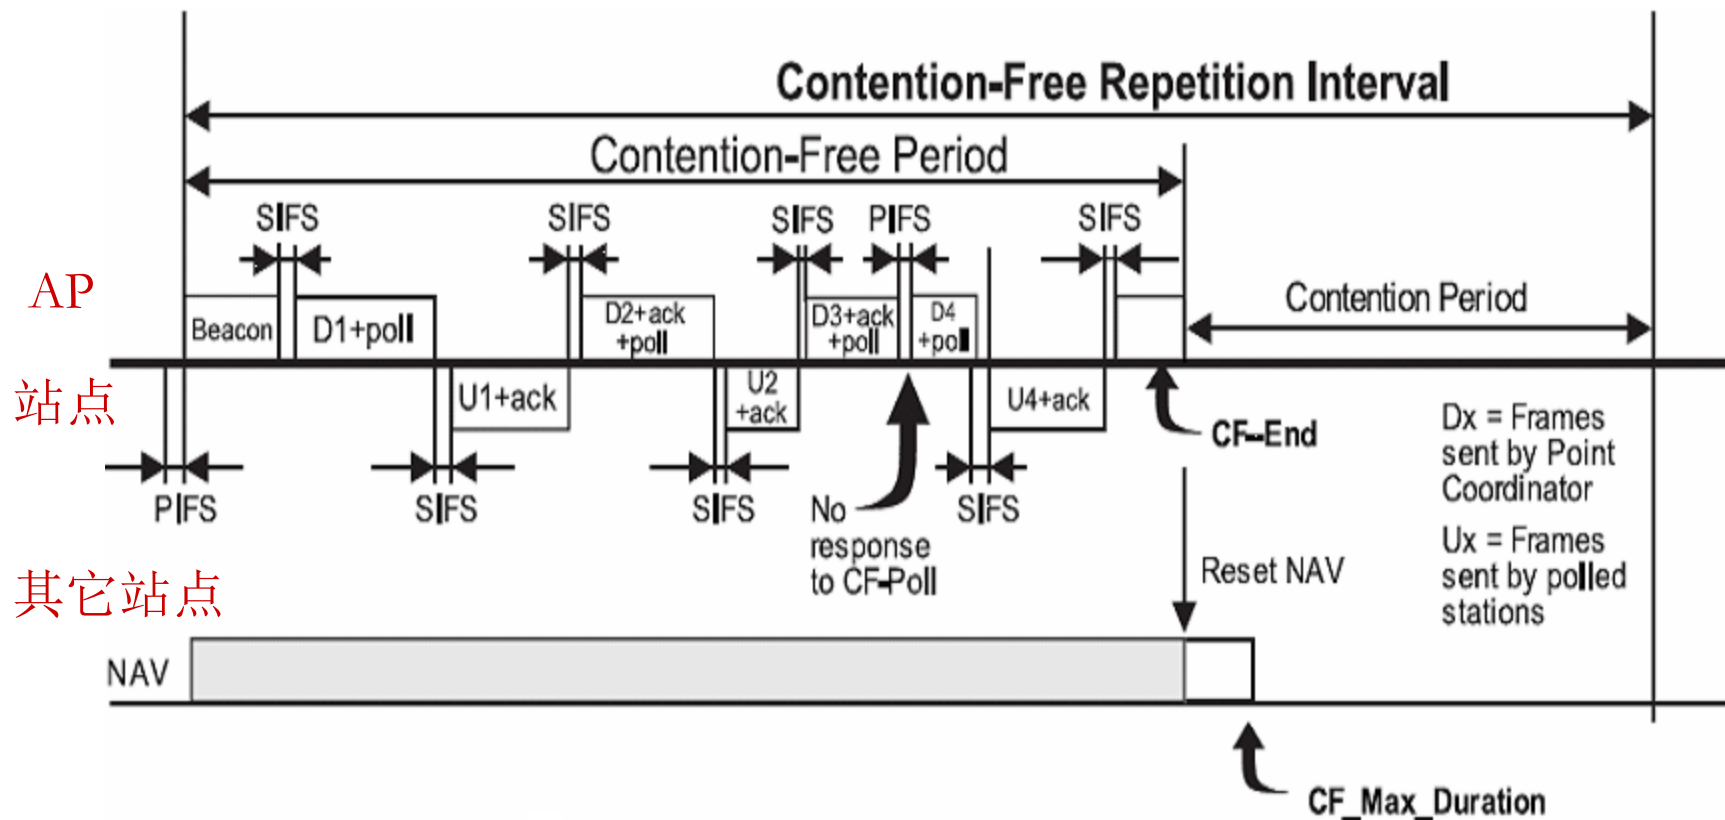 Contention-Free Repetition Interval
Contention-Free Period
SIFS
SIFS
SIFS
PIFS
SIFS
AP
Beacon
D1+poll
D2+ack
+poll
D3+ack
+poll
D4
+poll
Contention Period
站点
U1+ack
U2
+ack
U4+ack
CF-End
PIFS
SIFS
SIFS
SIFS
No
response
to CF-Poll
Dx = Frames
sent by Point
Coordinator
Ux = Frames
sent by polled
stations
Reset NAV
其它站点
NAV
CF_Max_Duration